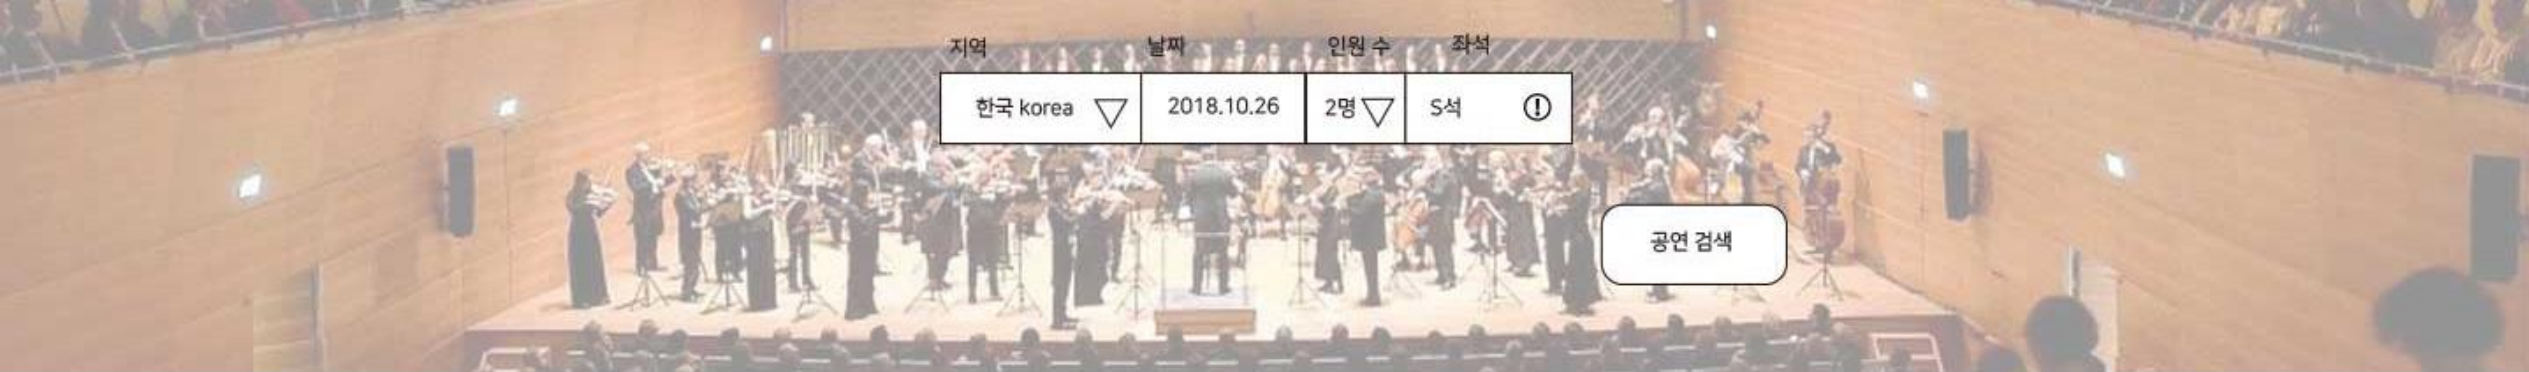 지역 날짜 인원 수 좌석
한국 korea 2018.10.26 2명 S석
공연 검색